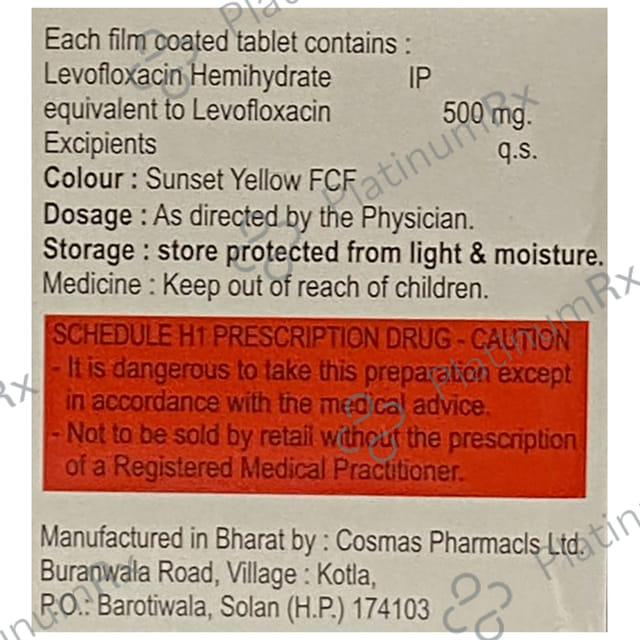 Each film coated tablet contains :
Levofloxacin Hemihydrate IP
equivalent to Levofloxacin 500 mg.
Excipients q.s.
Colour : Sunset Yellow FCF
Dosage : As directed by the Physician.
Storage : store protected from light & moisture.
Medicine : Keep out of reach of children.
SCHEDULE H1 PRESCRIPTION DRUG - CAUTION
- It is dangerous to take this preparation except
in accordance with the medical advice.
- Not to be sold by retail without the prescription
of a Registered Medical Practitioner.
Manufactured in Bharat by : Cosmas Pharmacls Ltd.
Buranwala Road, Village : Kotla,
P.O.: Barotiwala, Solan (H.P.) 174103
PlatinumRx